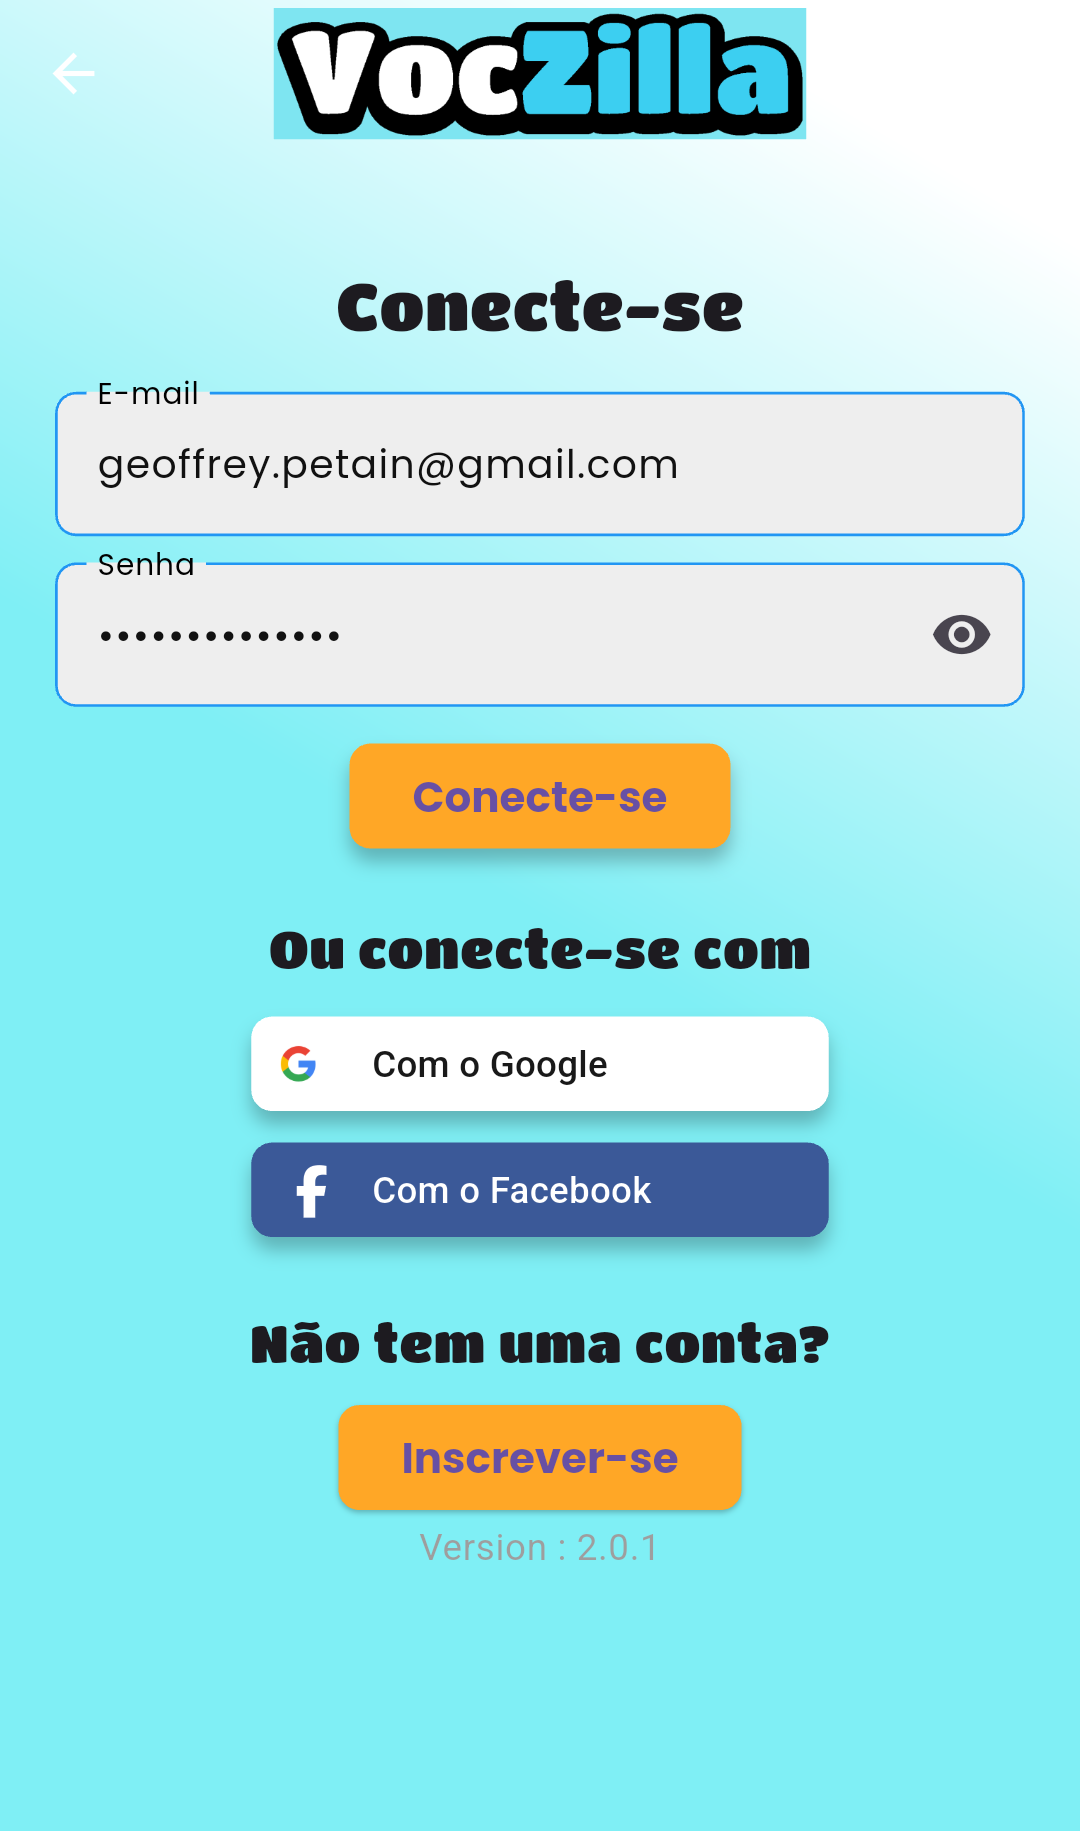 VocZilla
Conecte-se
E-mail
geoffrey.petain@gmail.com
Senha
••••••••••••••
Conecte-se
Ou conecte-se com
Com o Google
Com o Facebook
Não tem uma conta?
Inscrever-se
Version : 2.0.1